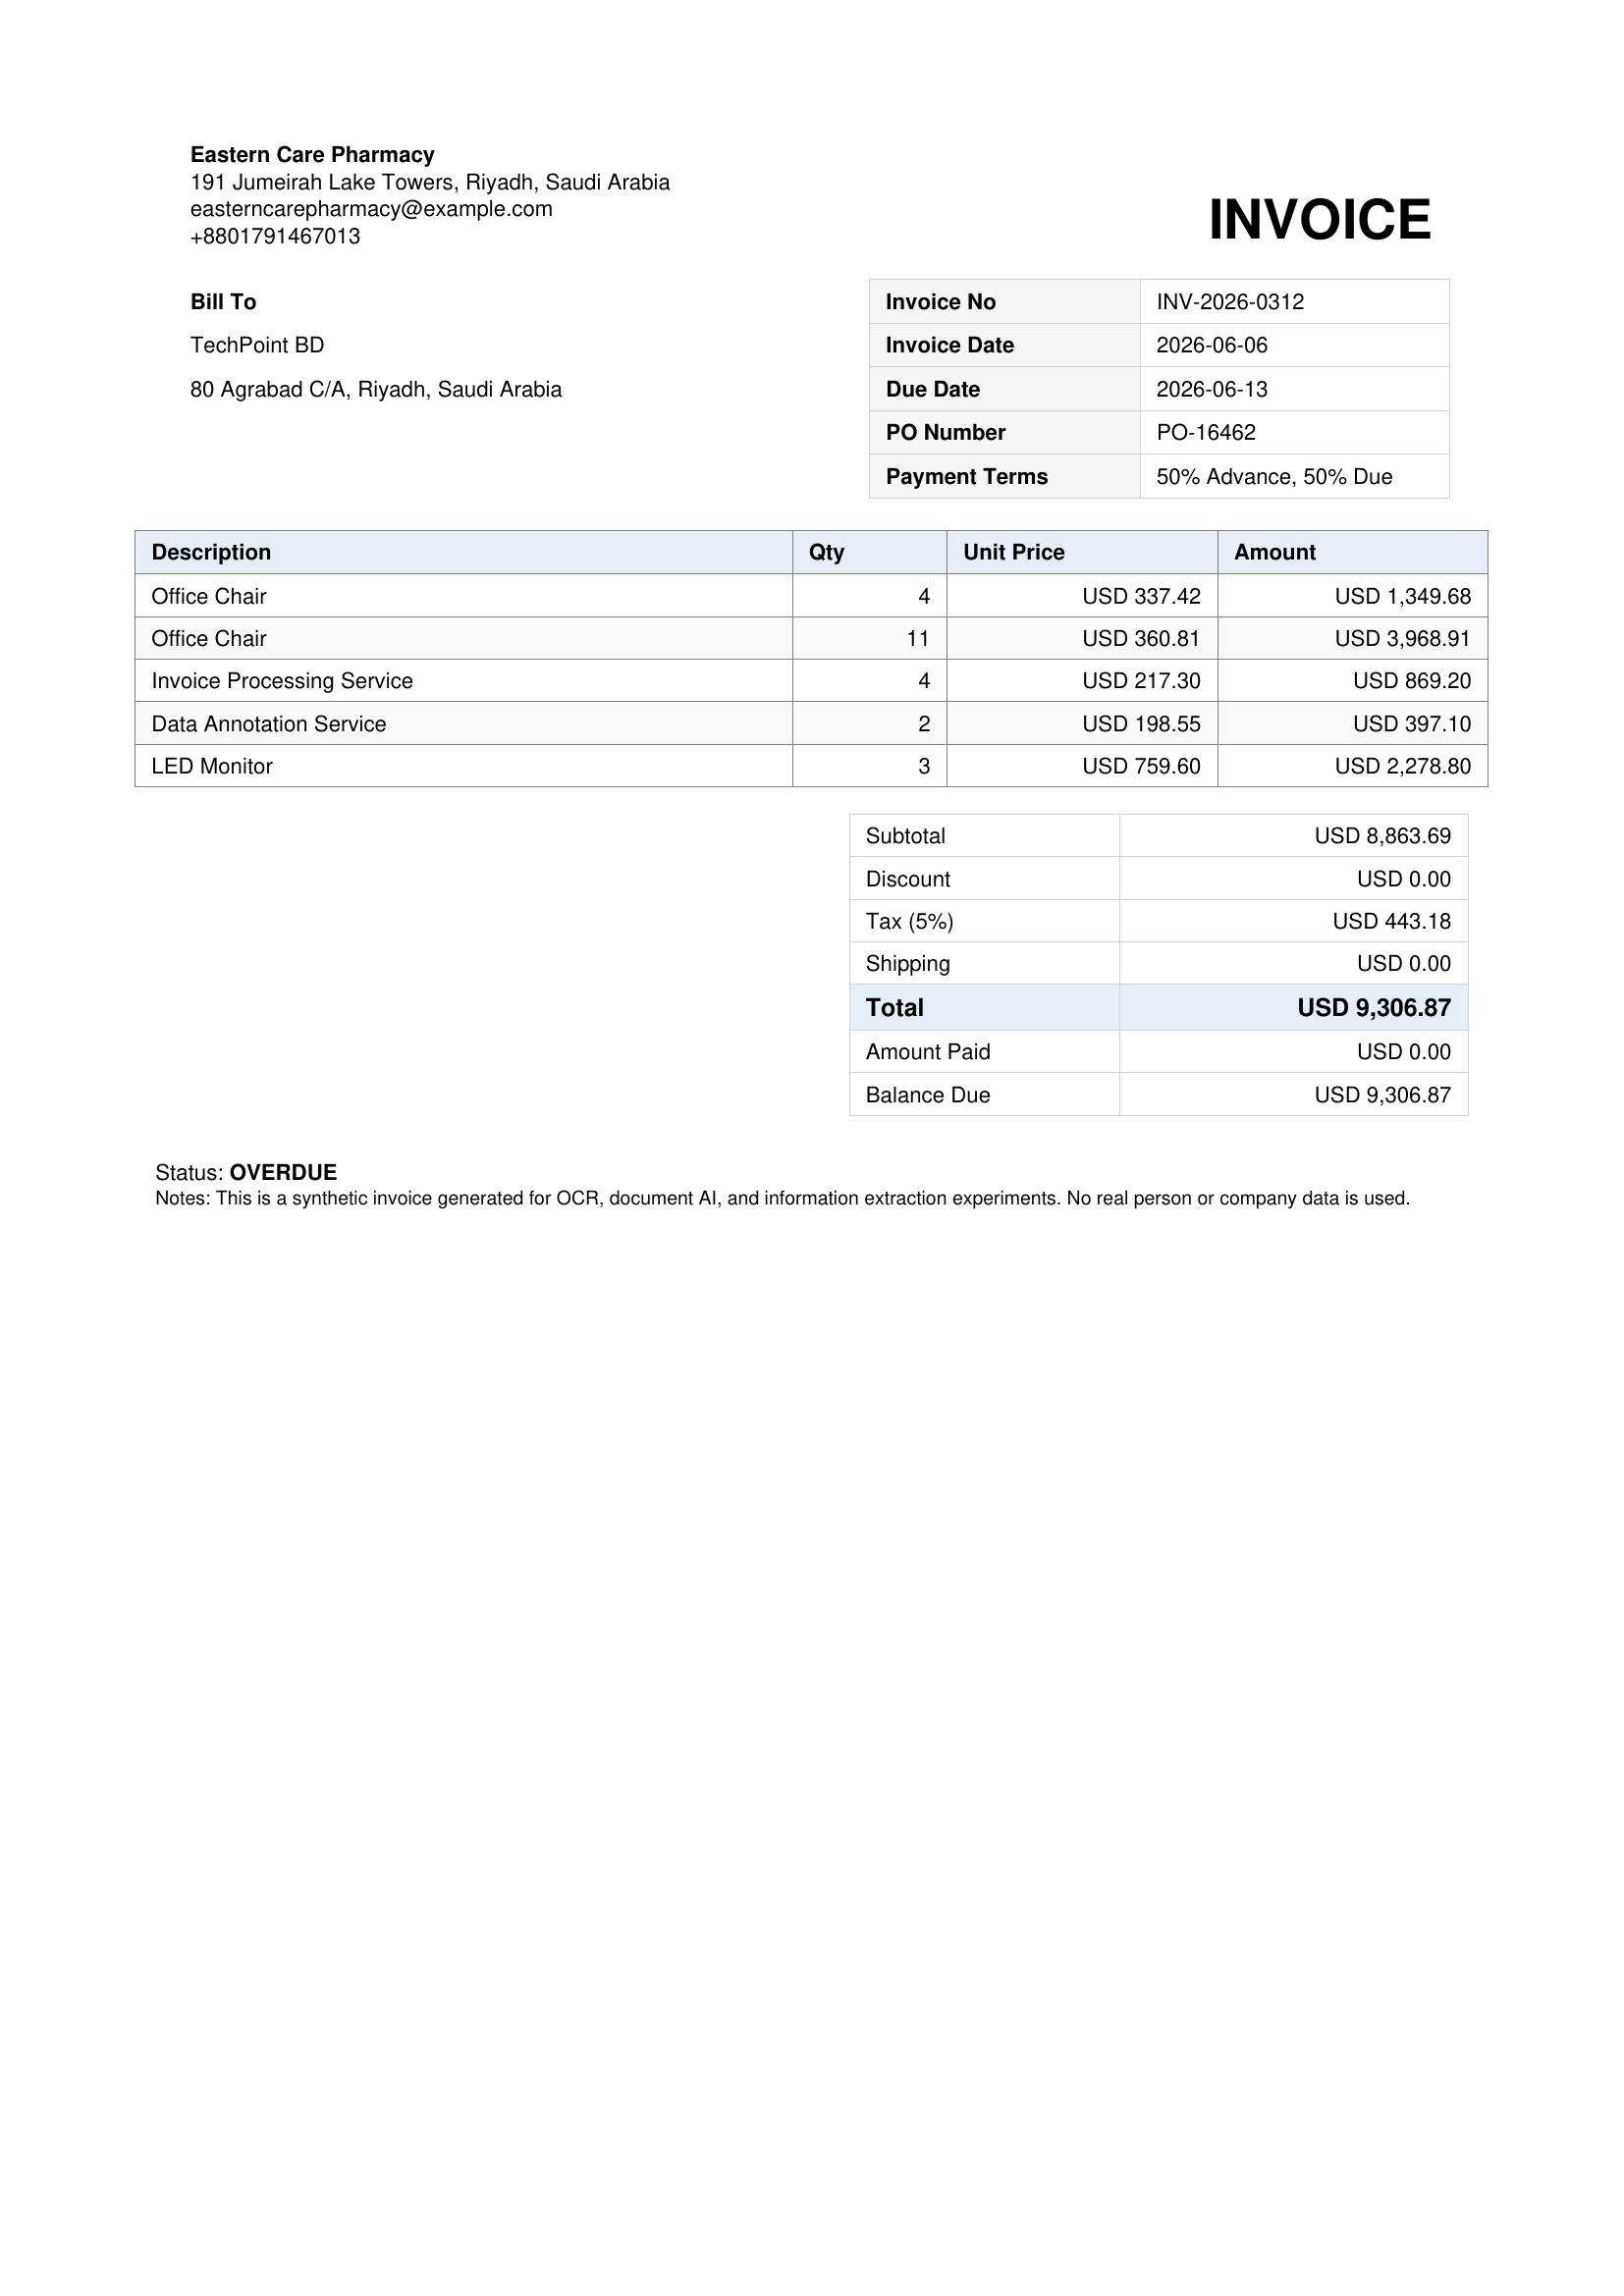 Eastern Care Pharmacy
191 Jumeirah Lake Towers, Riyadh, Saudi Arabia
easterncarepharmacy@example.com
+8801791467013
INVOICE
Bill To
TechPoint BD
80 Agrabad C/A, Riyadh, Saudi Arabia
Invoice No INV-2026-0312
Invoice Date 2026-06-06
Due Date 2026-06-13
PO Number PO-16462
Payment Terms 50% Advance, 50% Due
Description Qty Unit Price Amount
Office Chair 4 USD 337.42 USD 1,349.68
Office Chair 11 USD 360.81 USD 3,968.91
Invoice Processing Service 4 USD 217.30 USD 869.20
Data Annotation Service 2 USD 198.55 USD 397.10
LED Monitor 3 USD 759.60 USD 2,278.80
Subtotal USD 8,863.69
Discount USD 0.00
Tax (5%) USD 443.18
Shipping USD 0.00
Total USD 9,306.87
Amount Paid USD 0.00
Balance Due USD 9,306.87
Status: OVERDUE
Notes: This is a synthetic invoice generated for OCR, document AI, and information extraction experiments. No real person or company data is used.